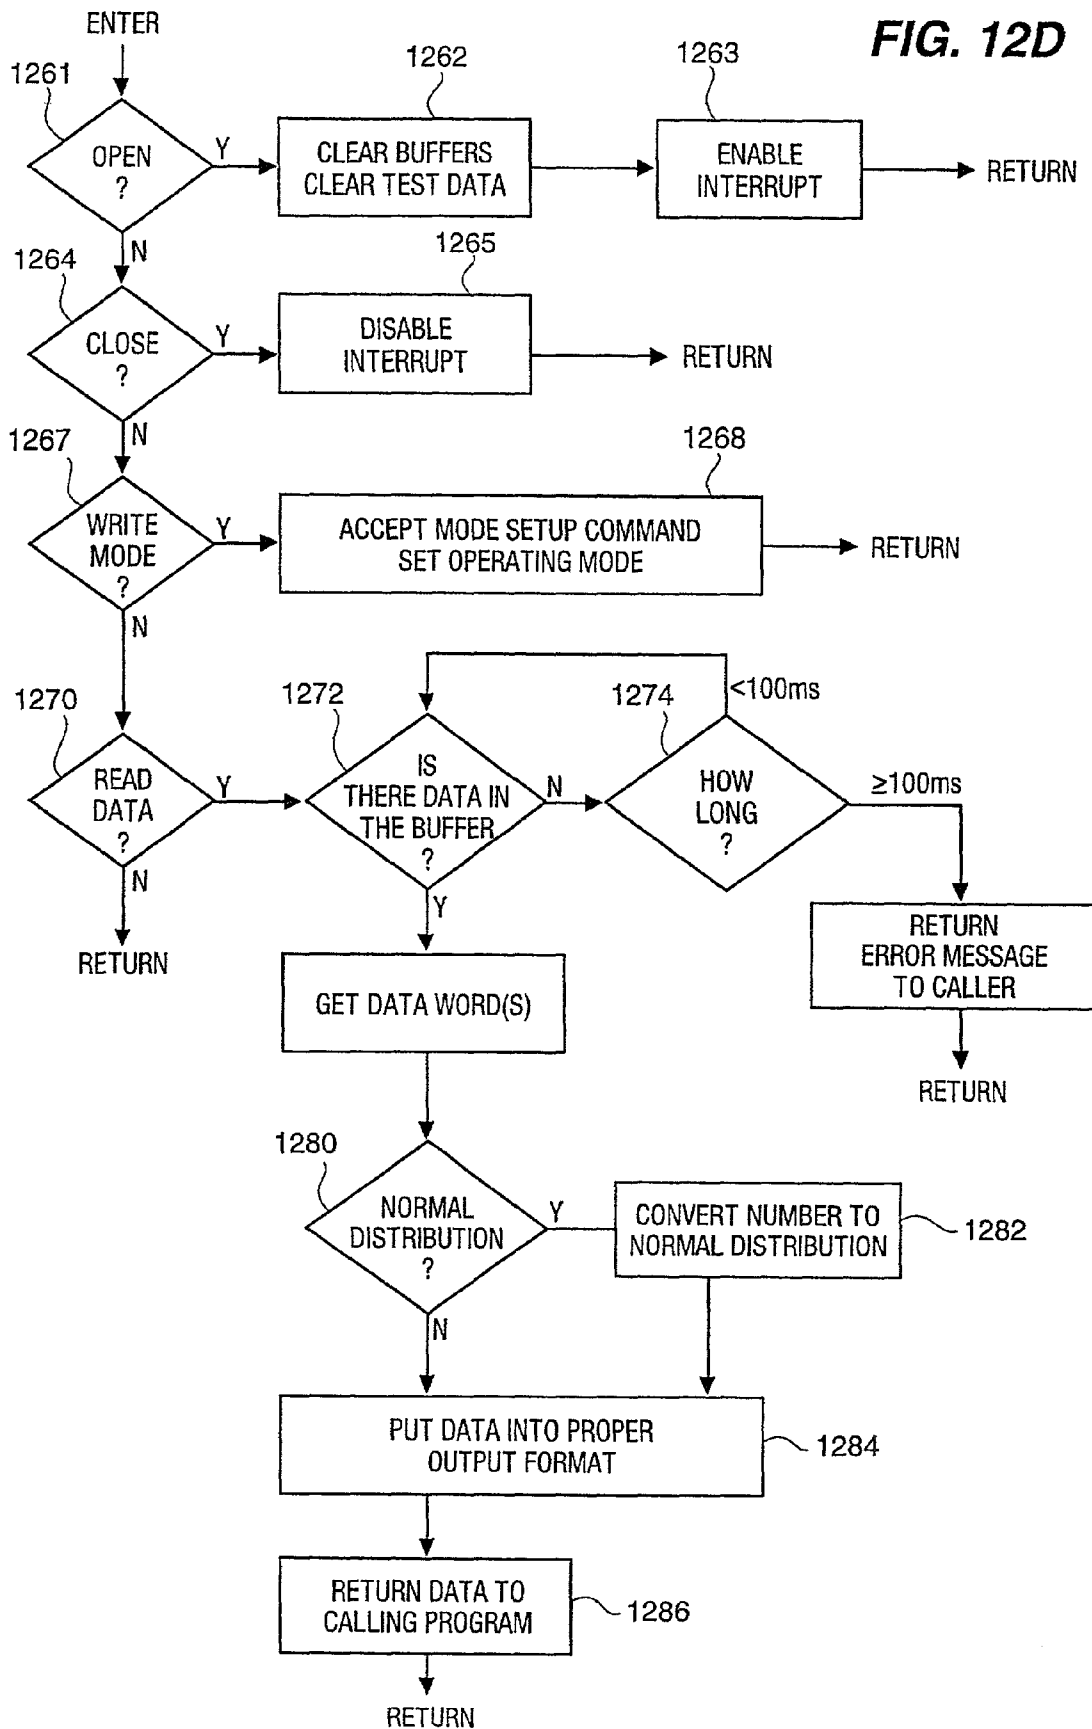 ENTER
FIG. 12D
1261
1262
1263
OPEN
?
Y
CLEAR BUFFERS
CLEAR TEST DATA
ENABLE
INTERRUPT
RETURN
N
1264
1265
CLOSE
?
Y
DISABLE
INTERRUPT
RETURN
N
1267
1268
WRITE
MODE
?
Y
ACCEPT MODE SETUP COMMAND
SET OPERATING MODE
RETURN
N
1270
1272
1274
<100ms
READ
DATA
?
Y
IS
THERE DATA IN
THE BUFFER
?
N
HOW
LONG
?
≥100ms
N
RETURN
Y
RETURN
ERROR MESSAGE
TO CALLER
RETURN
GET DATA WORD(S)
1280
NORMAL
DISTRIBUTION
?
Y
CONVERT NUMBER TO
NORMAL DISTRIBUTION
1282
N
PUT DATA INTO PROPER
OUTPUT FORMAT
1284
RETURN DATA TO
CALLING PROGRAM
1286
RETURN